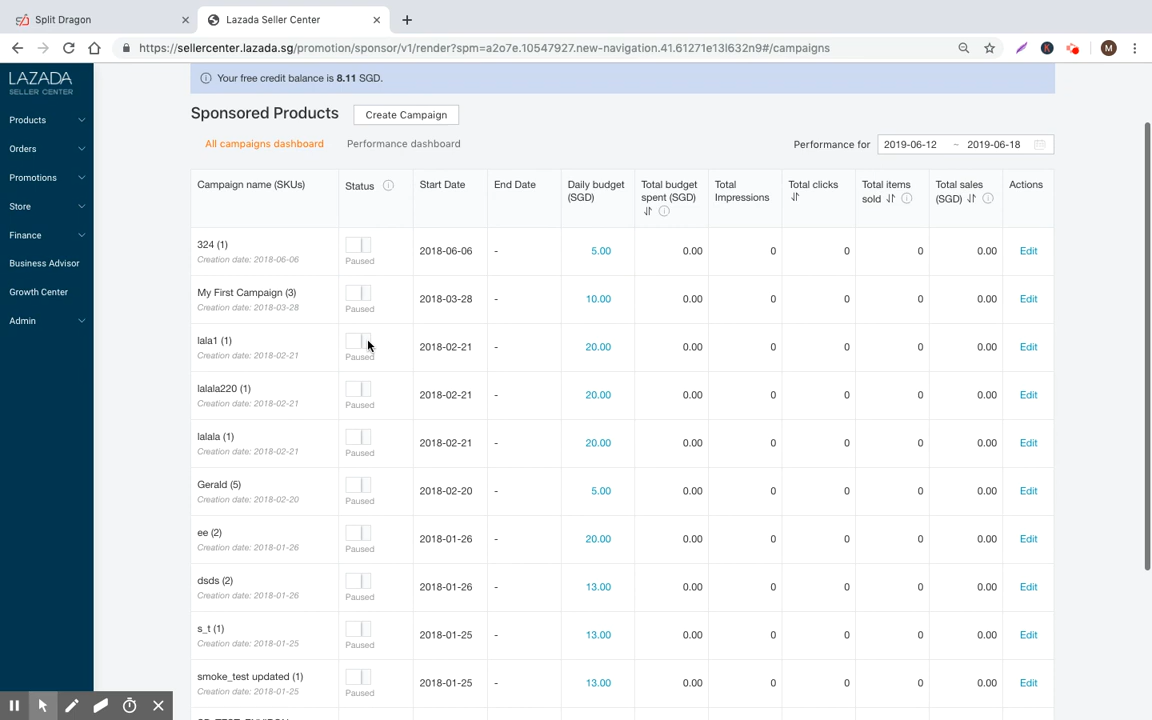 Split Dragon
Lazada Seller Center
https://sellercenter.lazada.sg/promotion/sponsor/v1/render?spm=a2o7e.10547927.new-navigation.41.61271e13l632n9#/campaigns
M
LAZADA
SELLER CENTER
Products
Orders
Promotions
Store
Finance
Business Advisor
Growth Center
Admin
Your free credit balance is 8.11 SGD.
Sponsored Products
Create Campaign
All campaigns dashboard
Performance dashboard
Performance for 2019-06-12 – 2019-06-18
Campaign name (SKUs)
Status
Start Date
End Date
Daily budget
(SGD)
Total budget
spent (SGD)
Total
Impressions
Total clicks
Total items
sold
Total sales
(SGD)
Actions
324 (1)
Creation date: 2018-06-06
Paused
2018-06-06 - 5.00 0.00 0 0 0 0.00 Edit
My First Campaign (3)
Creation date: 2018-03-28
Paused
2018-03-28 - 10.00 0.00 0 0 0 0.00 Edit
lala1 (1)
Creation date: 2018-02-21
Paused
2018-02-21 - 20.00 0.00 0 0 0 0.00 Edit
lalala220 (1)
Creation date: 2018-02-21
Paused
2018-02-21 - 20.00 0.00 0 0 0 0.00 Edit
lalala (1)
Creation date: 2018-02-21
Paused
2018-02-21 - 20.00 0.00 0 0 0 0.00 Edit
Gerald (5)
Creation date: 2018-02-20
Paused
2018-02-20 - 5.00 0.00 0 0 0 0.00 Edit
ee (2)
Creation date: 2018-01-26
Paused
2018-01-26 - 20.00 0.00 0 0 0 0.00 Edit
dsds (2)
Creation date: 2018-01-26
Paused
2018-01-26 - 13.00 0.00 0 0 0 0.00 Edit
s_t (1)
Creation date: 2018-01-25
Paused
2018-01-25 - 13.00 0.00 0 0 0 0.00 Edit
smoke_test updated (1)
Creation date: 2018-01-25
Paused
2018-01-25 - 13.00 0.00 0 0 0 0.00 Edit